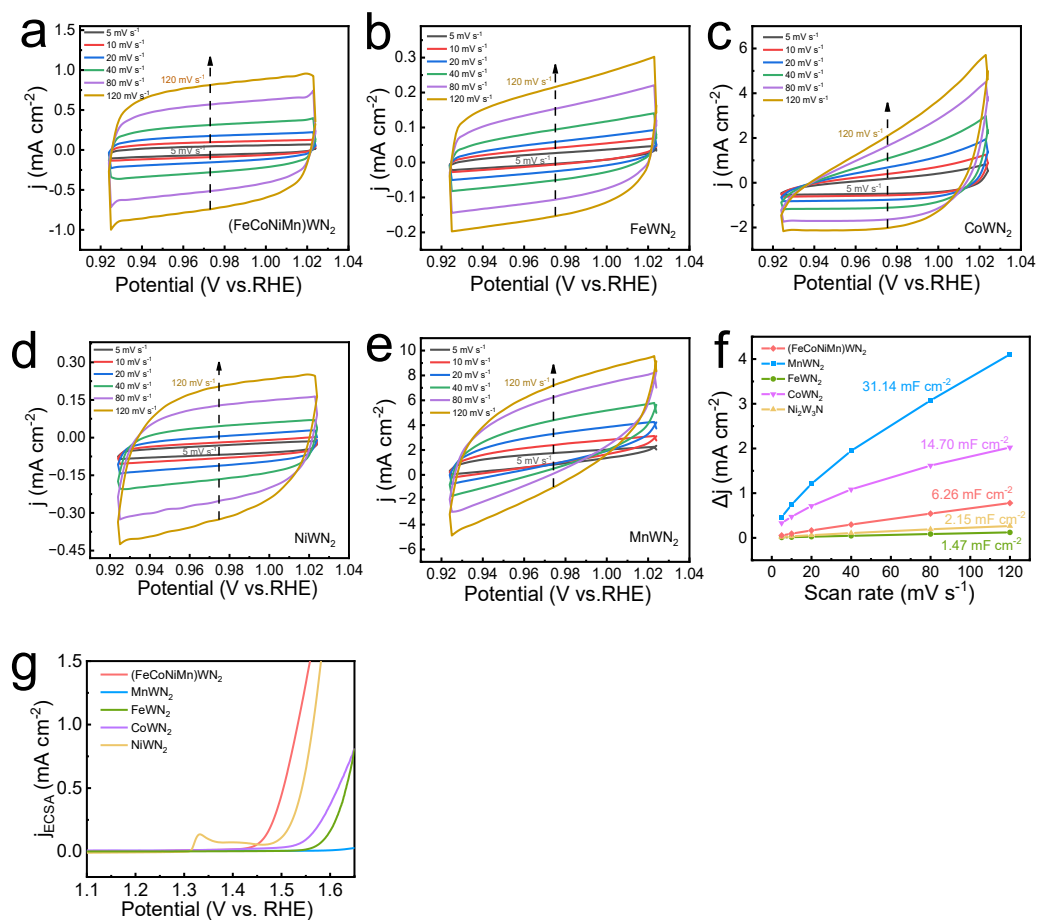 a
5 mV s⁻¹
10 mV s⁻¹
20 mV s⁻¹
40 mV s⁻¹
80 mV s⁻¹
120 mV s⁻¹
120 mV s⁻¹
5 mV s⁻¹
(FeCoNiMn)WN₂
1.0
0.5
0.0
−0.5
−1.0
1.5
j (mA cm⁻²)
0.92 0.94 0.96 0.98 1.00 1.02 1.04
Potential (V vs.RHE)
b
5 mV s⁻¹
10 mV s⁻¹
20 mV s⁻¹
40 mV s⁻¹
80 mV s⁻¹
120 mV s⁻¹
120 mV s⁻¹
5 mV s⁻¹
FeWN₂
0.3
0.2
0.1
0.0
−0.1
−0.2
j (mA cm⁻²)
0.92 0.94 0.96 0.98 1.00 1.02 1.04
Potential (V vs.RHE)
c
5 mV s⁻¹
10 mV s⁻¹
20 mV s⁻¹
40 mV s⁻¹
80 mV s⁻¹
120 mV s⁻¹
120 mV s⁻¹
5 mV s⁻¹
CoWN₂
6
4
2
0
−2
j (mA cm⁻²)
0.92 0.94 0.96 0.98 1.00 1.02 1.04
Potential (V vs.RHE)
d
5 mV s⁻¹
10 mV s⁻¹
20 mV s⁻¹
40 mV s⁻¹
80 mV s⁻¹
120 mV s⁻¹
120 mV s⁻¹
5 mV s⁻¹
NiWN₂
0.30
0.15
0.00
−0.15
−0.30
−0.45
j (mA cm⁻²)
0.92 0.94 0.96 0.98 1.00 1.02 1.04
Potential (V vs.RHE)
e
5 mV s⁻¹
10 mV s⁻¹
20 mV s⁻¹
40 mV s⁻¹
80 mV s⁻¹
120 mV s⁻¹
120 mV s⁻¹
5 mV s⁻¹
MnWN₂
10
8
6
4
2
0
−2
−4
−6
j (mA cm⁻²)
0.92 0.94 0.96 0.98 1.00 1.02 1.04
Potential (V vs.RHE)
f
(FeCoNiMn)WN₂
MnWN₂
FeWN₂
CoWN₂
Ni₂W₃N
31.14 mF cm⁻²
14.70 mF cm⁻²
6.26 mF cm⁻²
2.15 mF cm⁻²
1.47 mF cm⁻²
4
2
0
Δj (mA cm⁻²)
0 20 40 60 80 100 120
Scan rate (mV s⁻¹)
g
(FeCoNiMn)WN₂
MnWN₂
FeWN₂
CoWN₂
NiWN₂
1.5
1.0
0.5
0.0
j_ECSA (mA cm⁻²)
1.1 1.2 1.3 1.4 1.5 1.6
Potential (V vs. RHE)